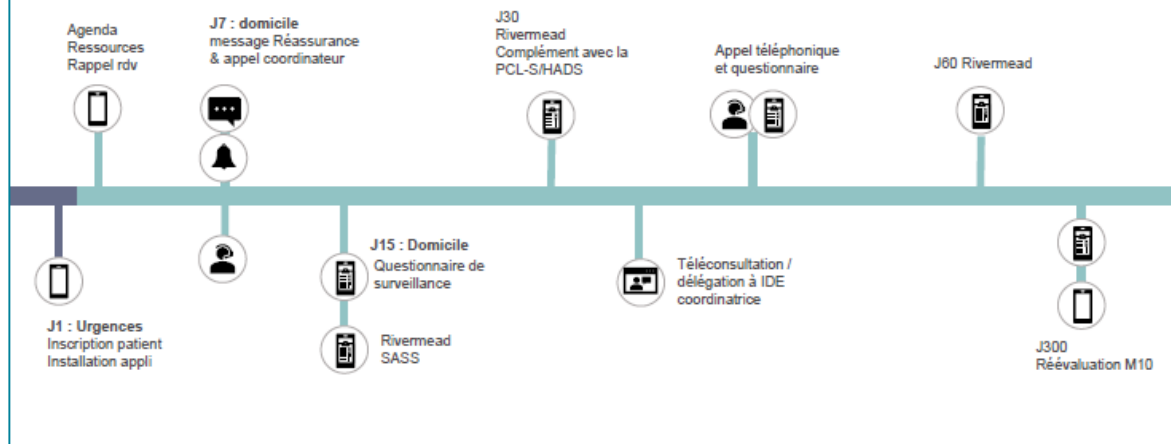 Agenda
Ressources
Rappel rdv
J7 : domicile
message Réassurance
& appel coordinateur
J30
Rivermead
Complément avec la
PCL-S/HADS
Appel téléphonique
et questionnaire
J60 Rivermead
J1 : Urgences
Inscription patient
Installation appli
J15 : Domicile
Questionnaire de
surveillance
Rivermead
SASS
Téléconsultation /
délégation à IDE
coordinatrice
J300
Réévaluation M10